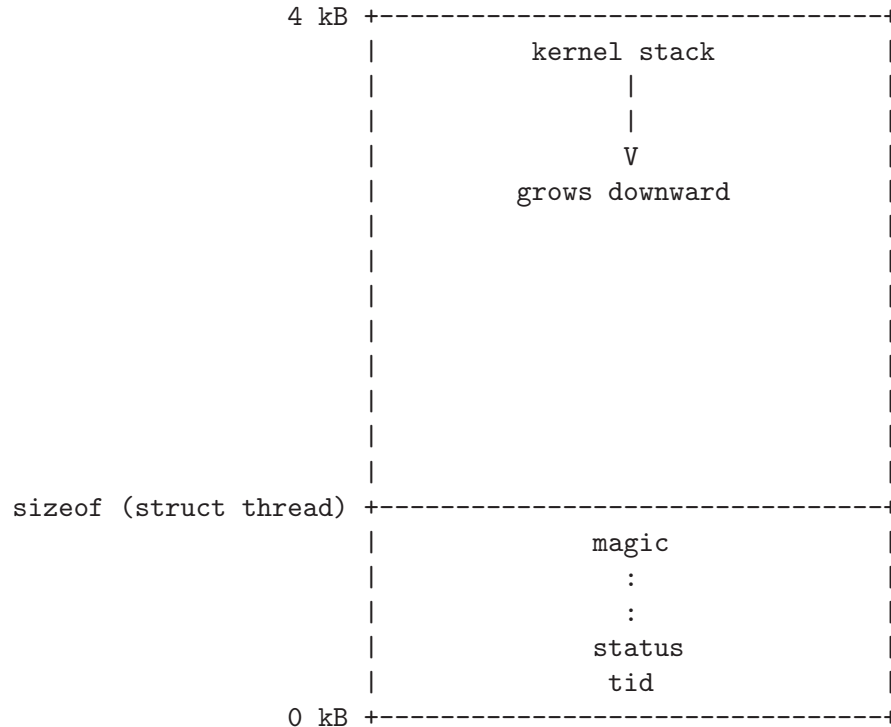 4 kB +---------------------------------+
| kernel stack |
| | |
| | |
| V |
| grows downward |
| |
| |
| |
| |
| |
| |
| |
| |
sizeof (struct thread) +---------------------------------+
| magic |
| : |
| : |
| status |
| tid |
0 kB +---------------------------------+